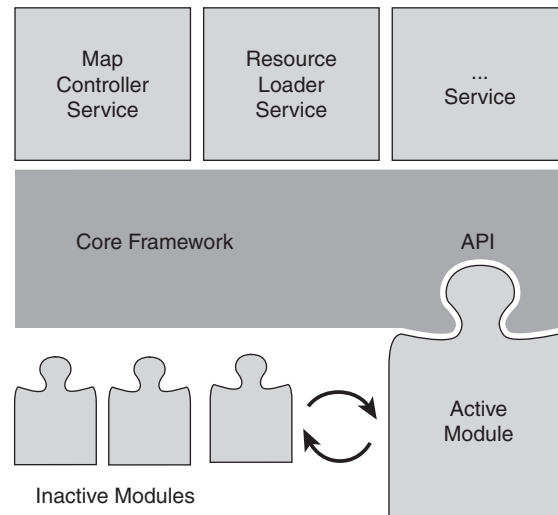 Map
Controller
Service
Resource
Loader
Service
...
Service
Core Framework
API
Active
Module
Inactive Modules